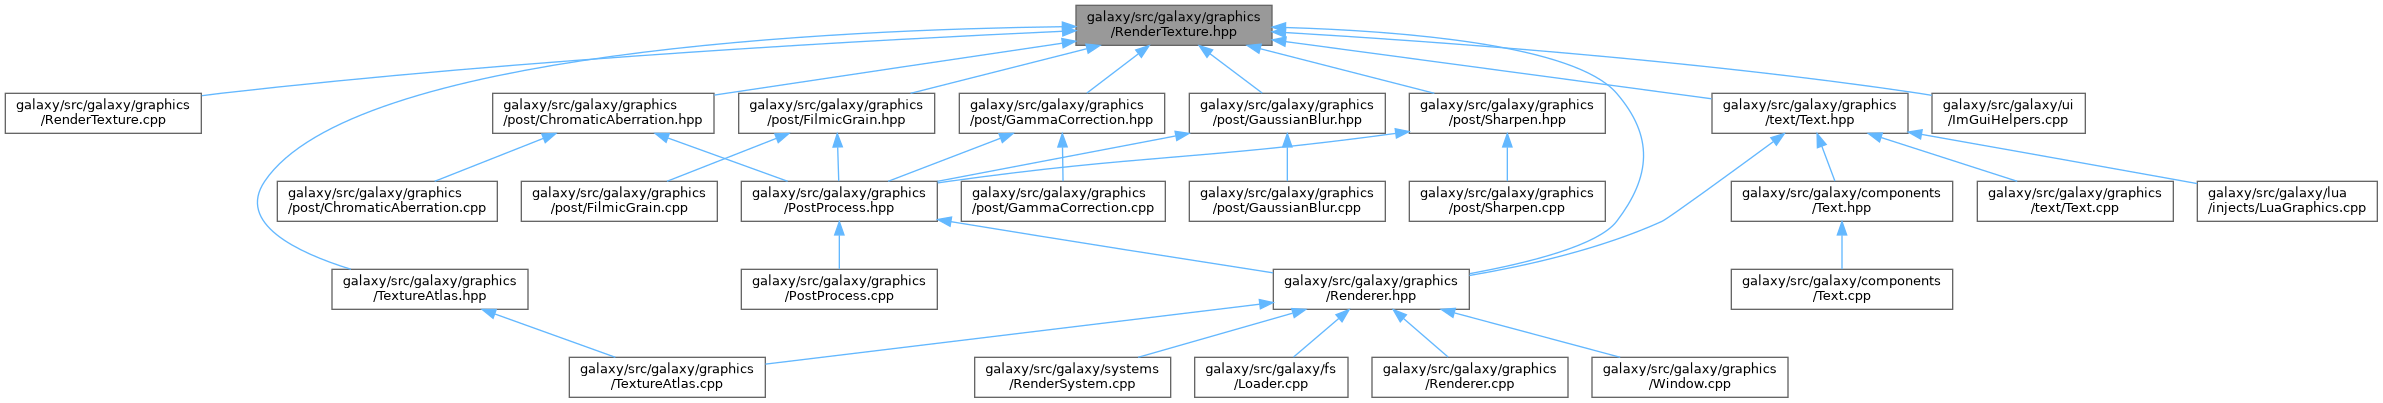 galaxy/src/galaxy/graphics
/RenderTexture.hpp
galaxy/src/galaxy/graphics
/RenderTexture.cpp
galaxy/src/galaxy/graphics
/post/ChromaticAberration.hpp
galaxy/src/galaxy/graphics
/post/FilmicGrain.hpp
galaxy/src/galaxy/graphics
/post/GammaCorrection.hpp
galaxy/src/galaxy/graphics
/post/GaussianBlur.hpp
galaxy/src/galaxy/graphics
/post/Sharpen.hpp
galaxy/src/galaxy/graphics
/text/Text.hpp
galaxy/src/galaxy/ui
/ImGuiHelpers.cpp
galaxy/src/galaxy/graphics
/post/ChromaticAberration.cpp
galaxy/src/galaxy/graphics
/post/FilmicGrain.cpp
galaxy/src/galaxy/graphics
/PostProcess.hpp
galaxy/src/galaxy/graphics
/post/GammaCorrection.cpp
galaxy/src/galaxy/graphics
/post/GaussianBlur.cpp
galaxy/src/galaxy/graphics
/post/Sharpen.cpp
galaxy/src/galaxy/components
/Text.hpp
galaxy/src/galaxy/graphics
/text/Text.cpp
galaxy/src/galaxy/lua
/injects/LuaGraphics.cpp
galaxy/src/galaxy/graphics
/TextureAtlas.hpp
galaxy/src/galaxy/graphics
/PostProcess.cpp
galaxy/src/galaxy/graphics
/Renderer.hpp
galaxy/src/galaxy/components
/Text.cpp
galaxy/src/galaxy/graphics
/TextureAtlas.cpp
galaxy/src/galaxy/systems
/RenderSystem.cpp
galaxy/src/galaxy/fs
/Loader.cpp
galaxy/src/galaxy/graphics
/Renderer.cpp
galaxy/src/galaxy/graphics
/Window.cpp